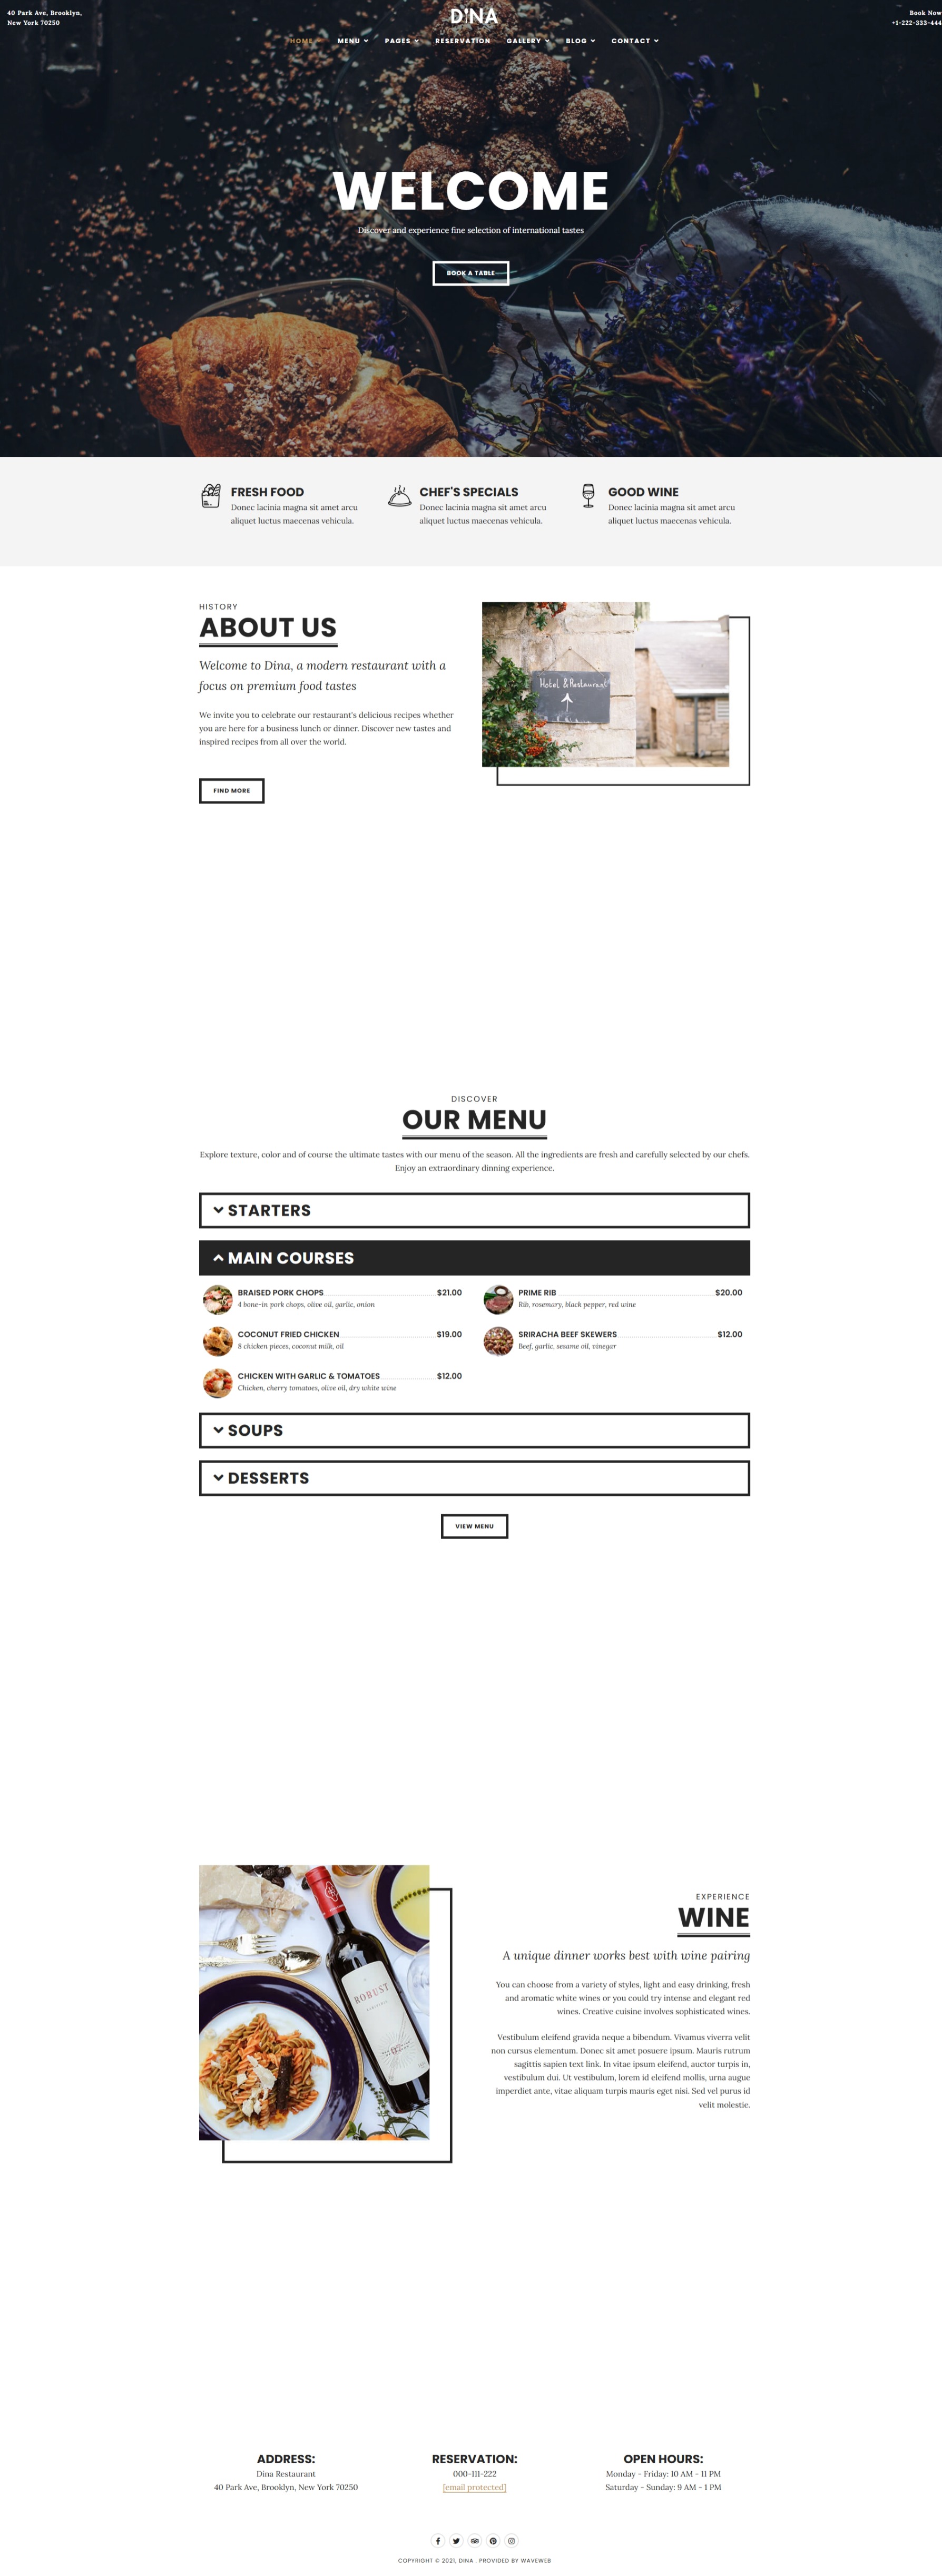 40 Park Ave, Brooklyn,
New York 70250
DINA
Book Now
+1-222-333-444
HOME MENU PAGES RESERVATION GALLERY BLOG CONTACT
WELCOME
Discover and experience fine selection of international tastes
BOOK A TABLE
FRESH FOOD
Donec lacinia magna sit amet arcu
aliquet luctus maecenas vehicula.
CHEF'S SPECIALS
Donec lacinia magna sit amet arcu
aliquet luctus maecenas vehicula.
GOOD WINE
Donec lacinia magna sit amet arcu
aliquet luctus maecenas vehicula.
HISTORY
ABOUT US
Welcome to Dina, a modern restaurant with a
focus on premium food tastes
We invite you to celebrate our restaurant's delicious recipes whether
you are here for a business lunch or dinner. Discover new tastes and
inspired recipes from all over the world.
FIND MORE
Hotel & Restaurant
DISCOVER
OUR MENU
Explore texture, color and of course the ultimate tastes with our menu of the season. All the ingredients are fresh and carefully selected by our chefs.
Enjoy an extraordinary dinning experience.
STARTERS
MAIN COURSES
BRAISED PORK CHOPS $21.00
4 bone-in pork chops, olive oil, garlic, onion
PRIME RIB $20.00
Rib, rosemary, black pepper, red wine
COCONUT FRIED CHICKEN $19.00
8 chicken pieces, coconut milk, oil
SRIRACHA BEEF SKEWERS $12.00
Beef, garlic, sesame oil, vinegar
CHICKEN WITH GARLIC & TOMATOES $12.00
Chicken, cherry tomatoes, olive oil, dry white wine
SOUPS
DESSERTS
VIEW MENU
ROBUST
EXPERIENCE
WINE
A unique dinner works best with wine pairing
You can choose from a variety of styles, light and easy drinking, fresh
and aromatic white wines or you could try intense and elegant red
wines. Creative cuisine involves sophisticated wines.
Vestibulum eleifend gravida neque a bibendum. Vivamus viverra velit
non cursus elementum. Donec sit amet posuere ipsum. Mauris rutrum
sagittis sapien text link. In vitae ipsum eleifend, auctor turpis in,
vestibulum dui. Ut vestibulum, lorem id eleifend mollis, urna augue
imperdiet ante, vitae aliquam turpis mauris eget nisi. Sed vel purus id
velit molestie.
ADDRESS:
Dina Restaurant
40 Park Ave, Brooklyn, New York 70250
RESERVATION:
000-111-222
[email protected]
OPEN HOURS:
Monday - Friday: 10 AM - 11 PM
Saturday - Sunday: 9 AM - 1 PM
COPYRIGHT © 2021, DINA . PROVIDED BY WAVEWEB